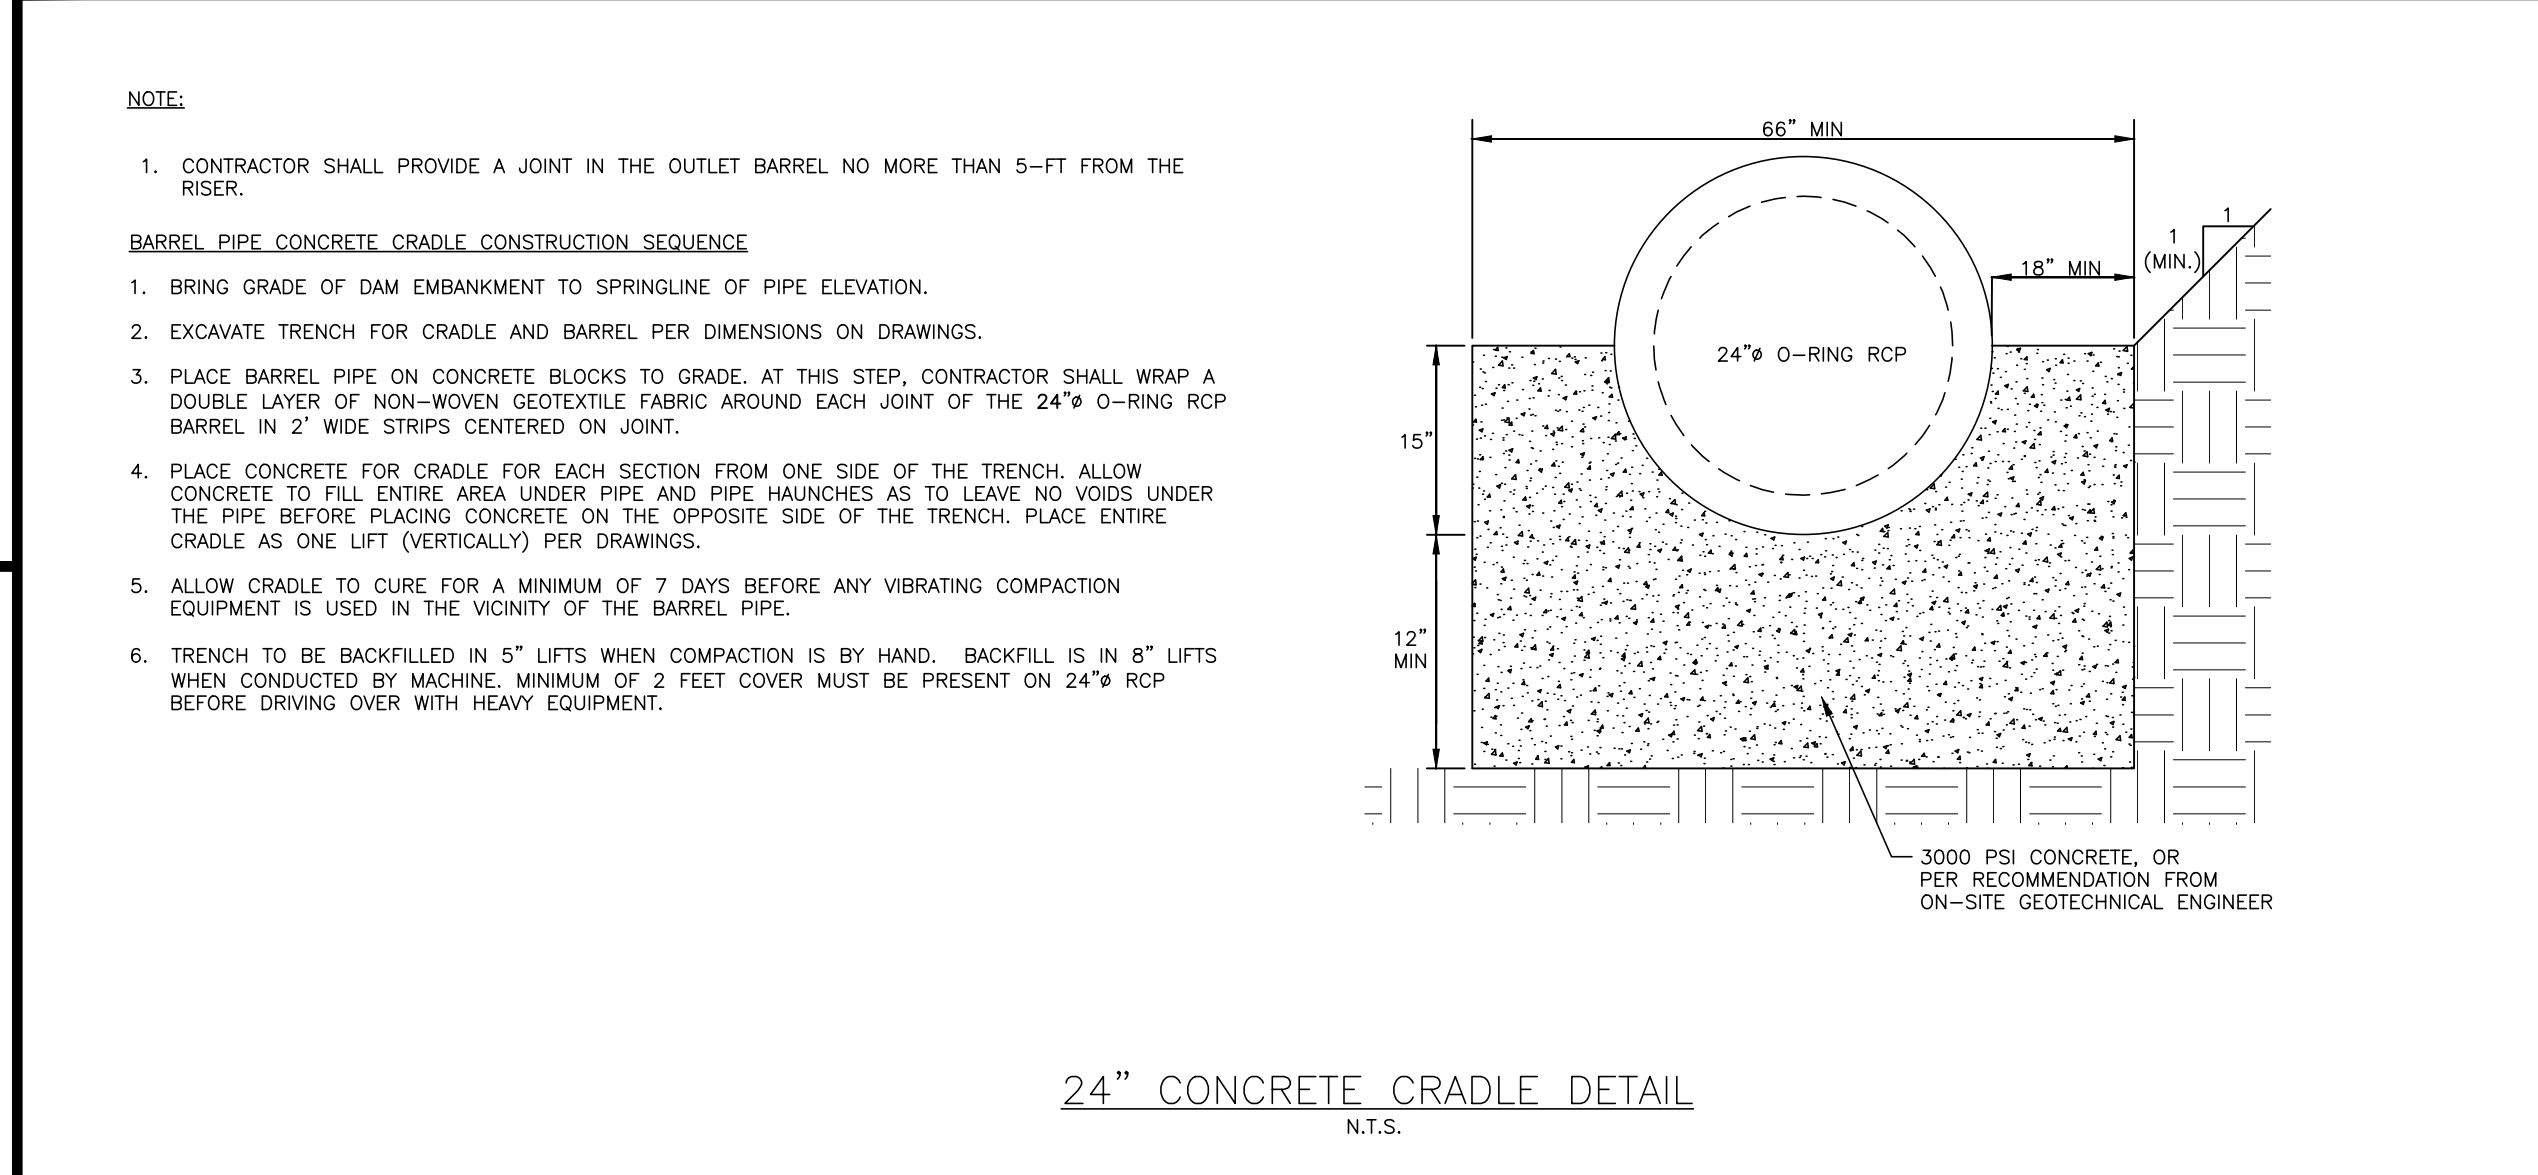 NOTE:
1. CONTRACTOR SHALL PROVIDE A JOINT IN THE OUTLET BARREL NO MORE THAN 5-FT FROM THE
RISER.
BARREL PIPE CONCRETE CRADLE CONSTRUCTION SEQUENCE
1. BRING GRADE OF DAM EMBANKMENT TO SPRINGLINE OF PIPE ELEVATION.
2. EXCAVATE TRENCH FOR CRADLE AND BARREL PER DIMENSIONS ON DRAWINGS.
3. PLACE BARREL PIPE ON CONCRETE BLOCKS TO GRADE. AT THIS STEP, CONTRACTOR SHALL WRAP A
DOUBLE LAYER OF NON-WOVEN GEOTEXTILE FABRIC AROUND EACH JOINT OF THE 24"ø O-RING RCP
BARREL IN 2' WIDE STRIPS CENTERED ON JOINT.
4. PLACE CONCRETE FOR CRADLE FOR EACH SECTION FROM ONE SIDE OF THE TRENCH. ALLOW
CONCRETE TO FILL ENTIRE AREA UNDER PIPE AND PIPE HAUNCHES AS TO LEAVE NO VOIDS UNDER
THE PIPE BEFORE PLACING CONCRETE ON THE OPPOSITE SIDE OF THE TRENCH. PLACE ENTIRE
CRADLE AS ONE LIFT (VERTICALLY) PER DRAWINGS.
5. ALLOW CRADLE TO CURE FOR A MINIMUM OF 7 DAYS BEFORE ANY VIBRATING COMPACTION
EQUIPMENT IS USED IN THE VICINITY OF THE BARREL PIPE.
6. TRENCH TO BE BACKFILLED IN 5" LIFTS WHEN COMPACTION IS BY HAND. BACKFILL IS IN 8" LIFTS
WHEN CONDUCTED BY MACHINE. MINIMUM OF 2 FEET COVER MUST BE PRESENT ON 24"ø RCP
BEFORE DRIVING OVER WITH HEAVY EQUIPMENT.
66" MIN
1
1
(MIN.)
18" MIN
24"ø O-RING RCP
15"
12"
MIN
3000 PSI CONCRETE, OR
PER RECOMMENDATION FROM
ON-SITE GEOTECHNICAL ENGINEER
24" CONCRETE CRADLE DETAIL
N.T.S.